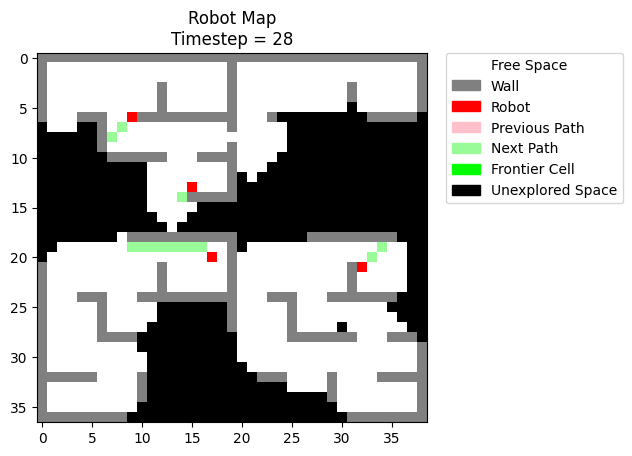 Robot Map
Timestep = 28
Free Space
Wall
Robot
Previous Path
Next Path
Frontier Cell
Unexplored Space
0
5
10
15
20
25
30
35
0
5
10
15
20
25
30
35